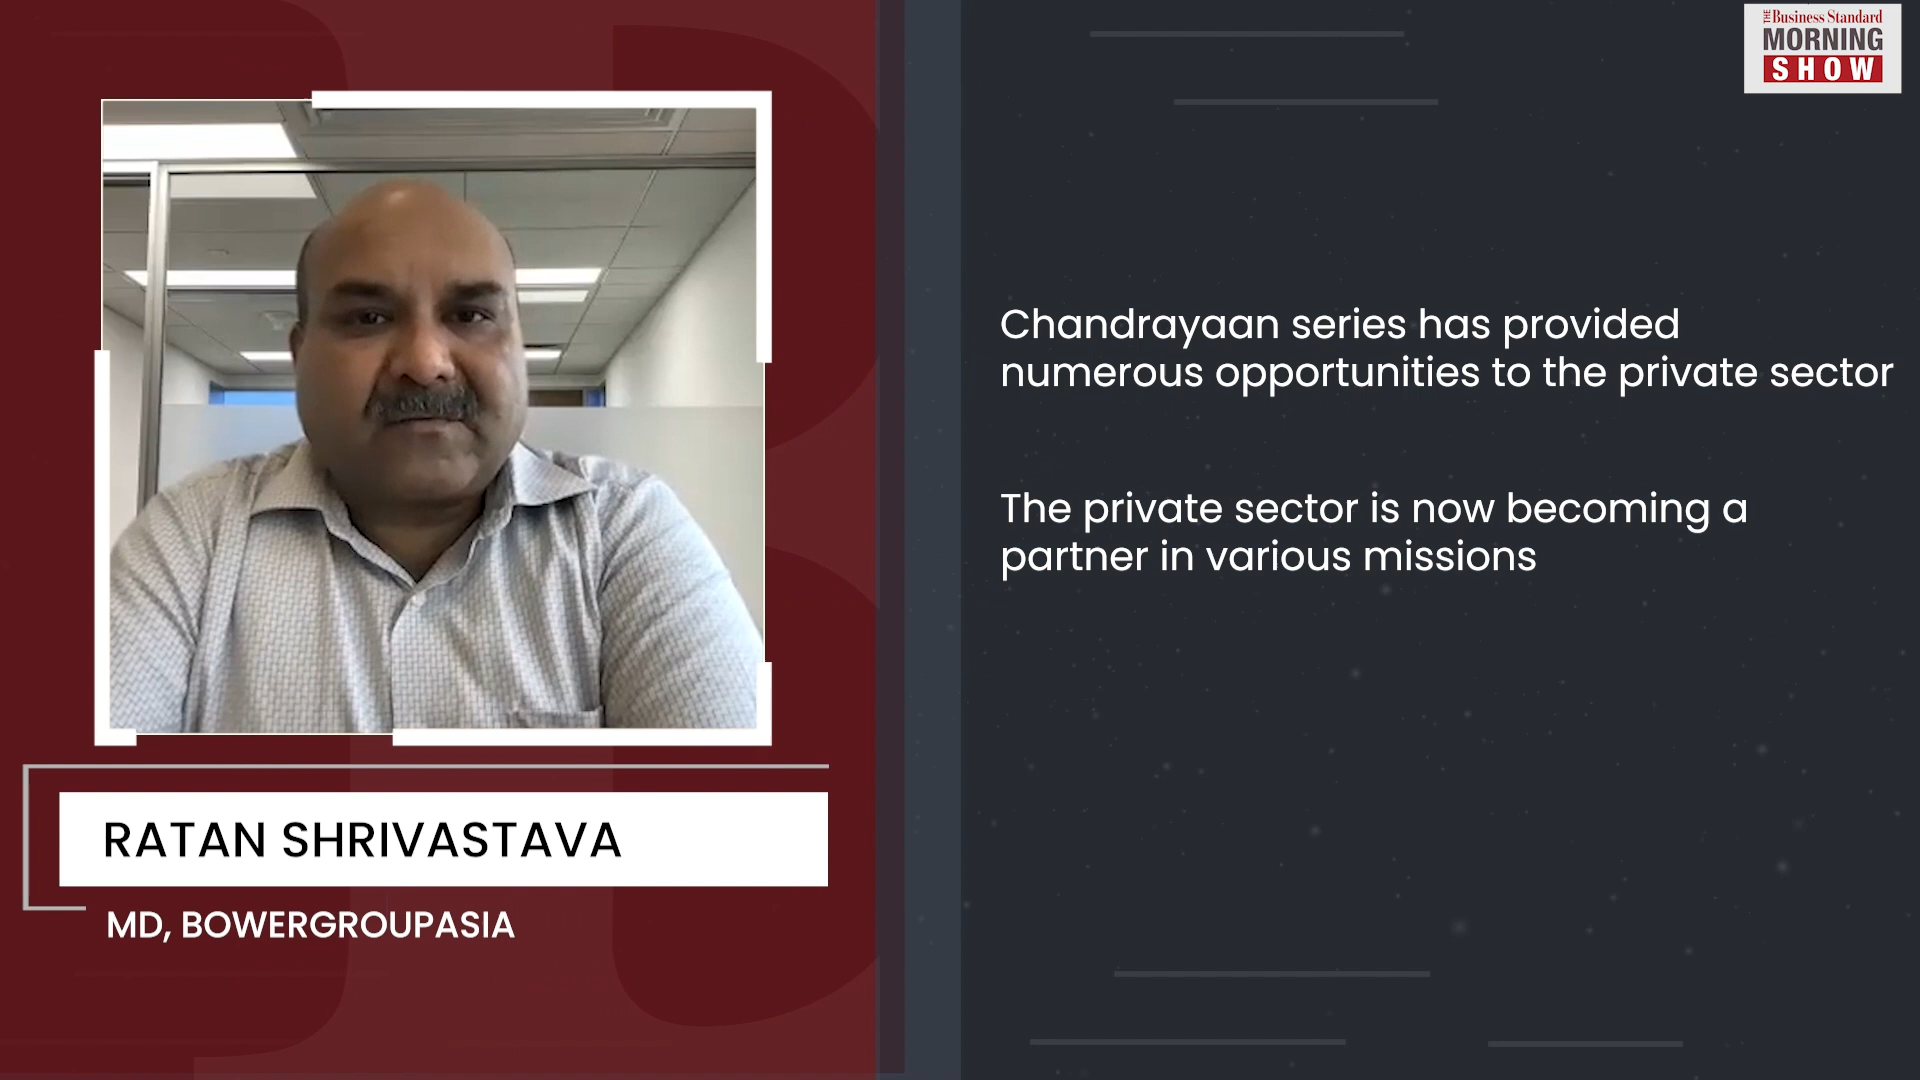 THE Business Standard
MORNING
SHOW
Chandrayaan series has provided
numerous opportunities to the private sector
The private sector is now becoming a
partner in various missions
RATAN SHRIVASTAVA
MD, BOWERGROUPASIA